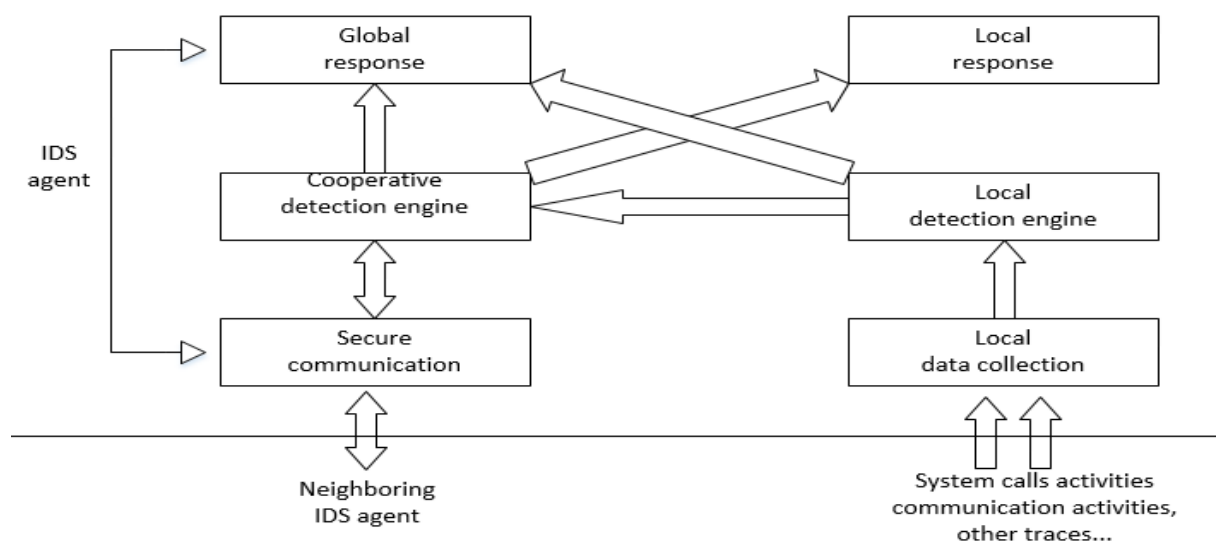 Global
response
Local
response
IDS
agent
Cooperative
detection engine
Local
detection engine
Secure
communication
Local
data collection
Neighboring
IDS agent
System calls activities
communication activities,
other traces...